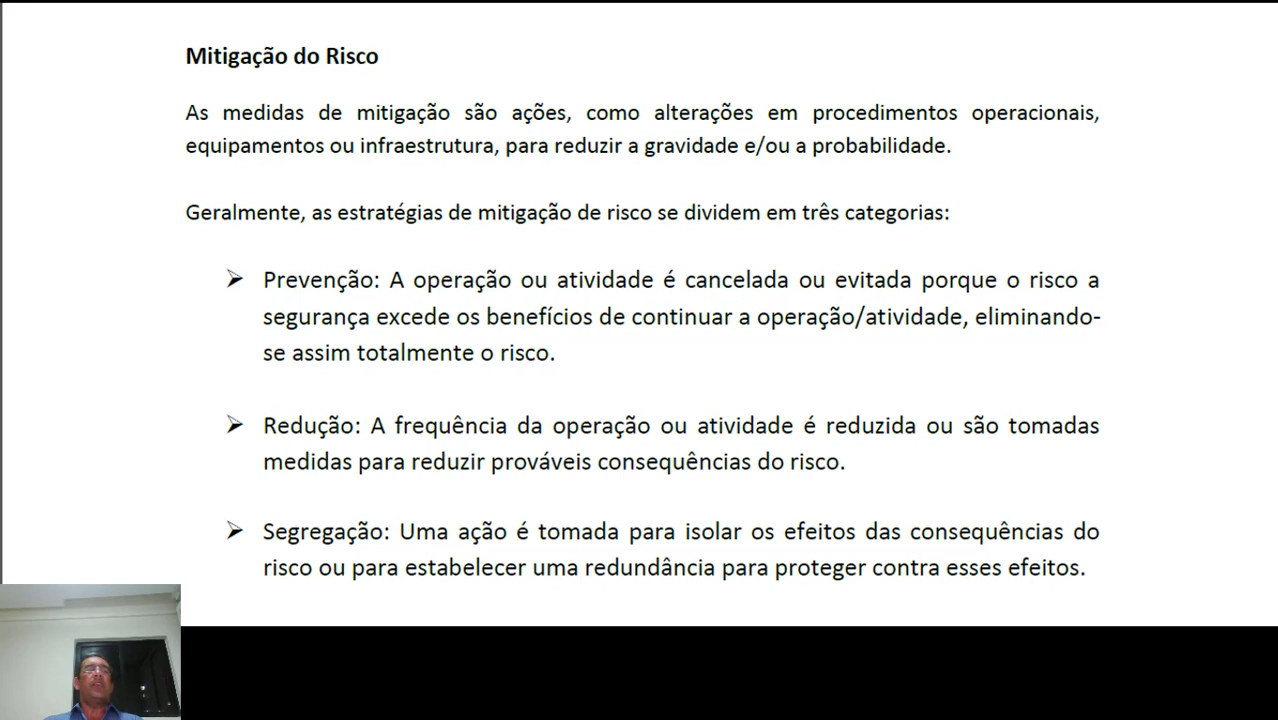 Mitigação do Risco
As medidas de mitigação são ações, como alterações em procedimentos operacionais,
equipamentos ou infraestrutura, para reduzir a gravidade e/ou a probabilidade.
Geralmente, as estratégias de mitigação de risco se dividem em três categorias:
➢ Prevenção: A operação ou atividade é cancelada ou evitada porque o risco a
segurança excede os benefícios de continuar a operação/atividade, eliminando-
se assim totalmente o risco.
➢ Redução: A frequência da operação ou atividade é reduzida ou são tomadas
medidas para reduzir prováveis consequências do risco.
➢ Segregação: Uma ação é tomada para isolar os efeitos das consequências do
risco ou para estabelecer uma redundância para proteger contra esses efeitos.